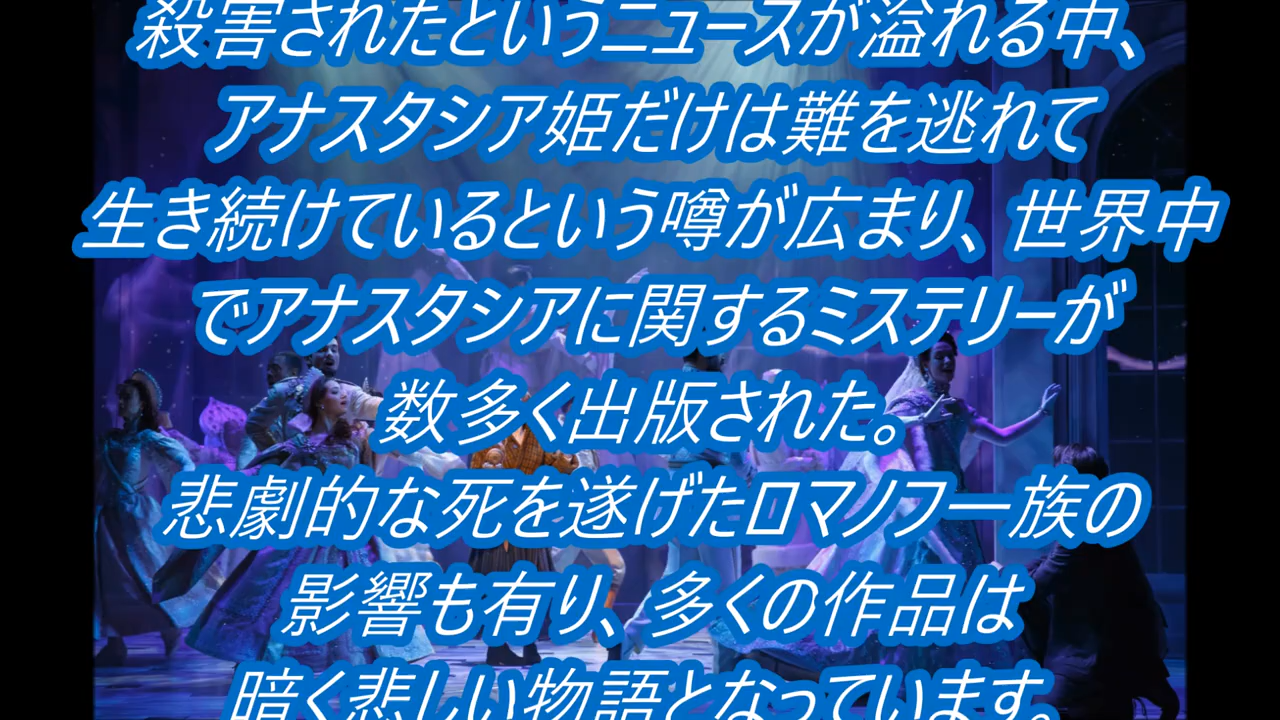 殺害されたというニュースが溢れる中、
アナスタシア姫だけは難を逃れて
生き続けているという噂が広まり、世界中
でアナスタシアに関するミステリーが
数多く出版された。
悲劇的な死を遂げたロマノフ一族の
影響も有り、多くの作品は
暗く悲しい物語となっています。